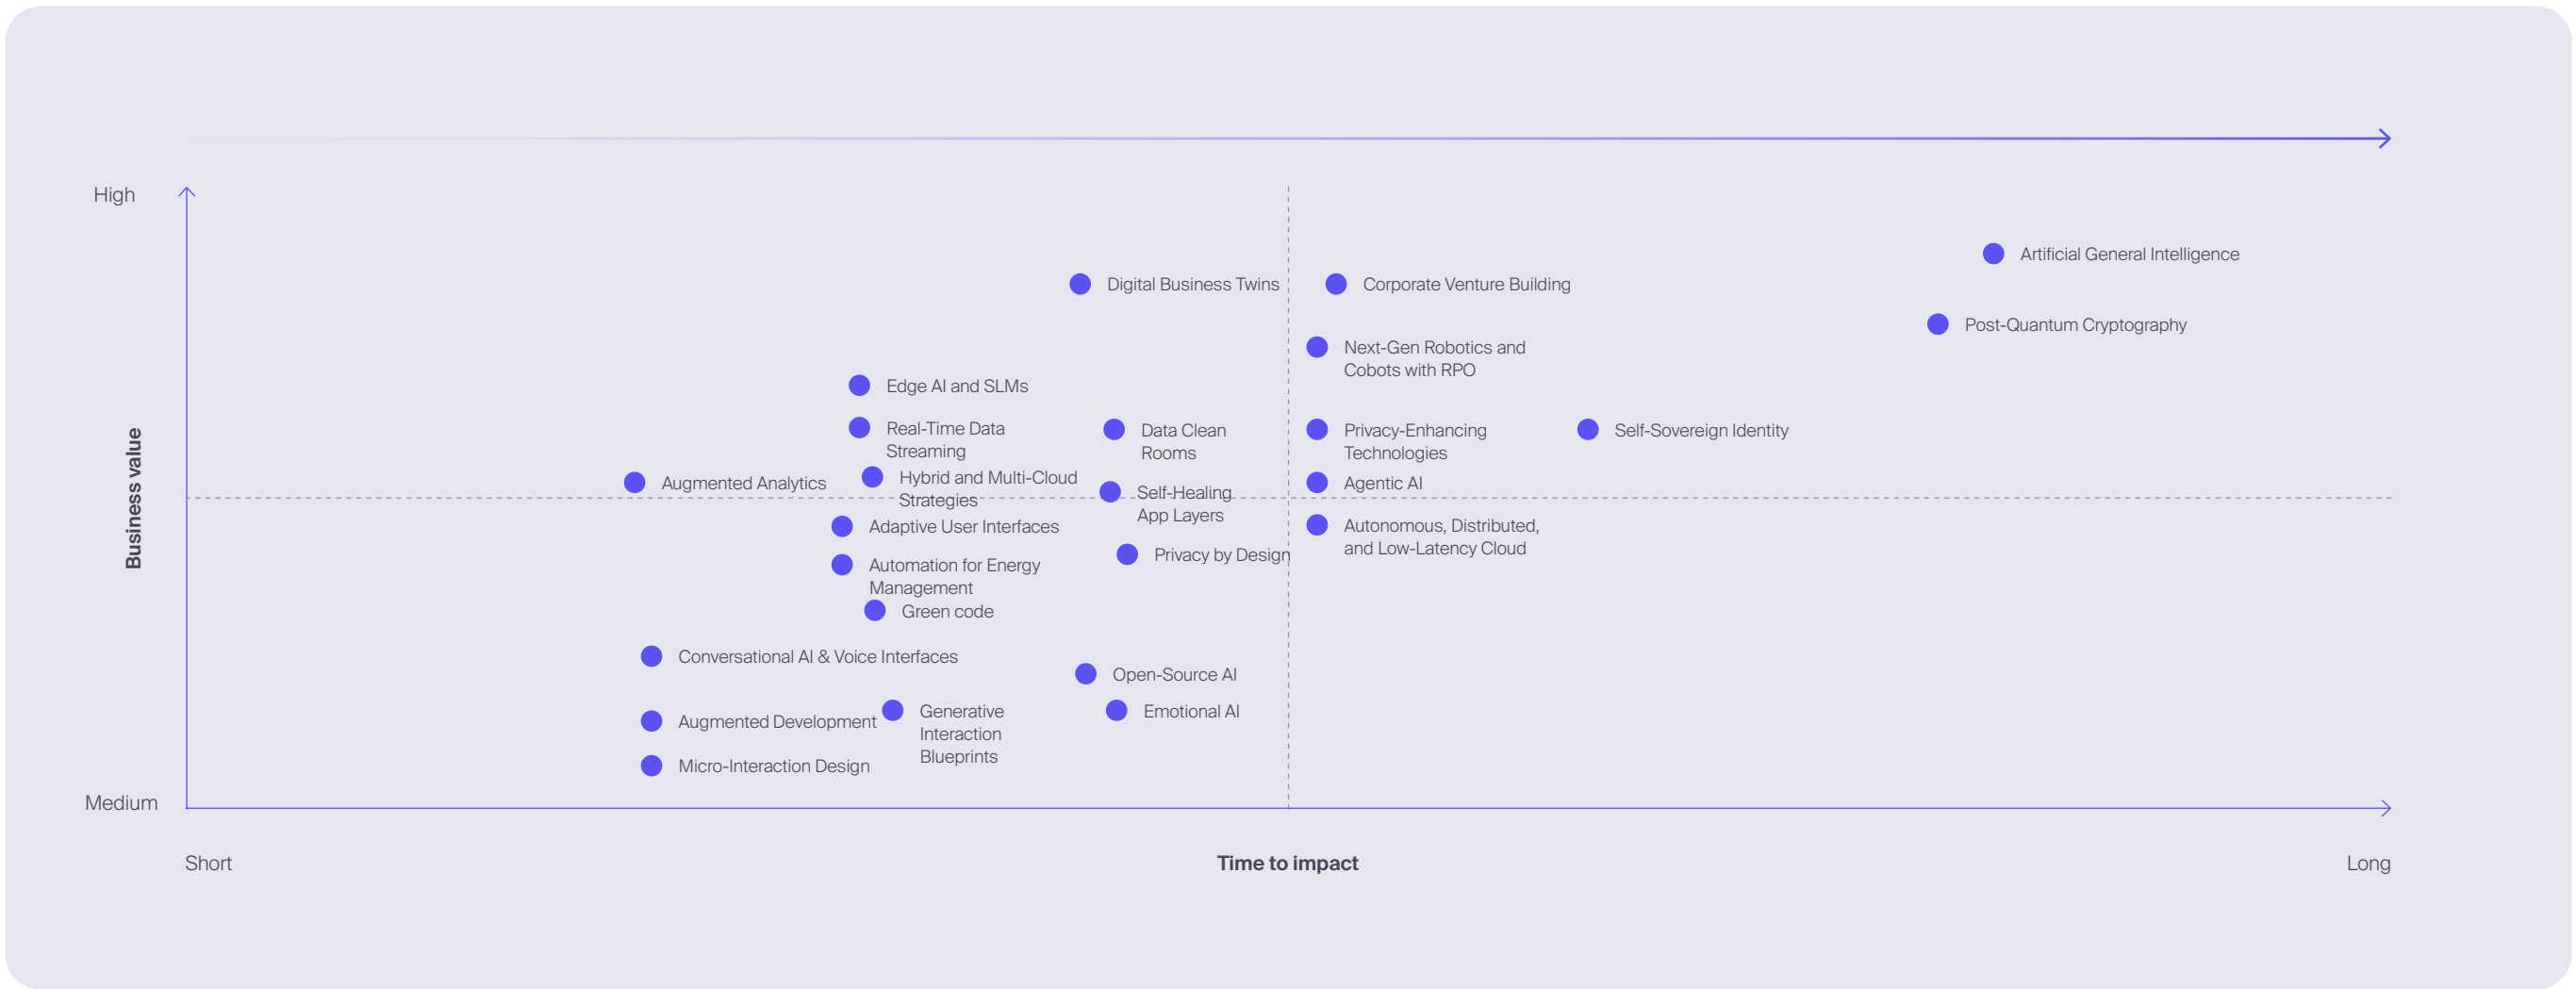 High
Artificial General Intelligence
Digital Business Twins
Corporate Venture Building
Post-Quantum Cryptography
Next-Gen Robotics and
Cobots with RPO
Edge AI and SLMs
Real-Time Data
Streaming
Data Clean
Rooms
Privacy-Enhancing
Technologies
Self-Sovereign Identity
Augmented Analytics
Hybrid and Multi-Cloud
Strategies
Self-Healing
App Layers
Agentic AI
Business value
Adaptive User Interfaces
Autonomous, Distributed,
and Low-Latency Cloud
Privacy by Design
Automation for Energy
Management
Green code
Conversational AI & Voice Interfaces
Open-Source AI
Augmented Development
Generative
Interaction
Blueprints
Emotional AI
Micro-Interaction Design
Medium
Short
Time to impact
Long